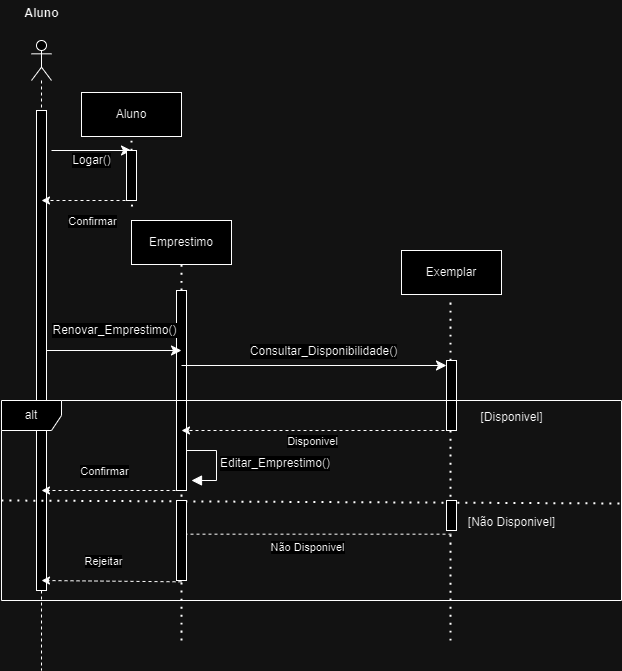 Aluno
Aluno
Logar()
Confirmar
Emprestimo
Exemplar
Renovar_Emprestimo()
Consultar_Disponibilidade()
alt
[Disponivel]
Disponivel
Editar_Emprestimo()
Confirmar
[Não Disponivel]
Não Disponivel
Rejeitar